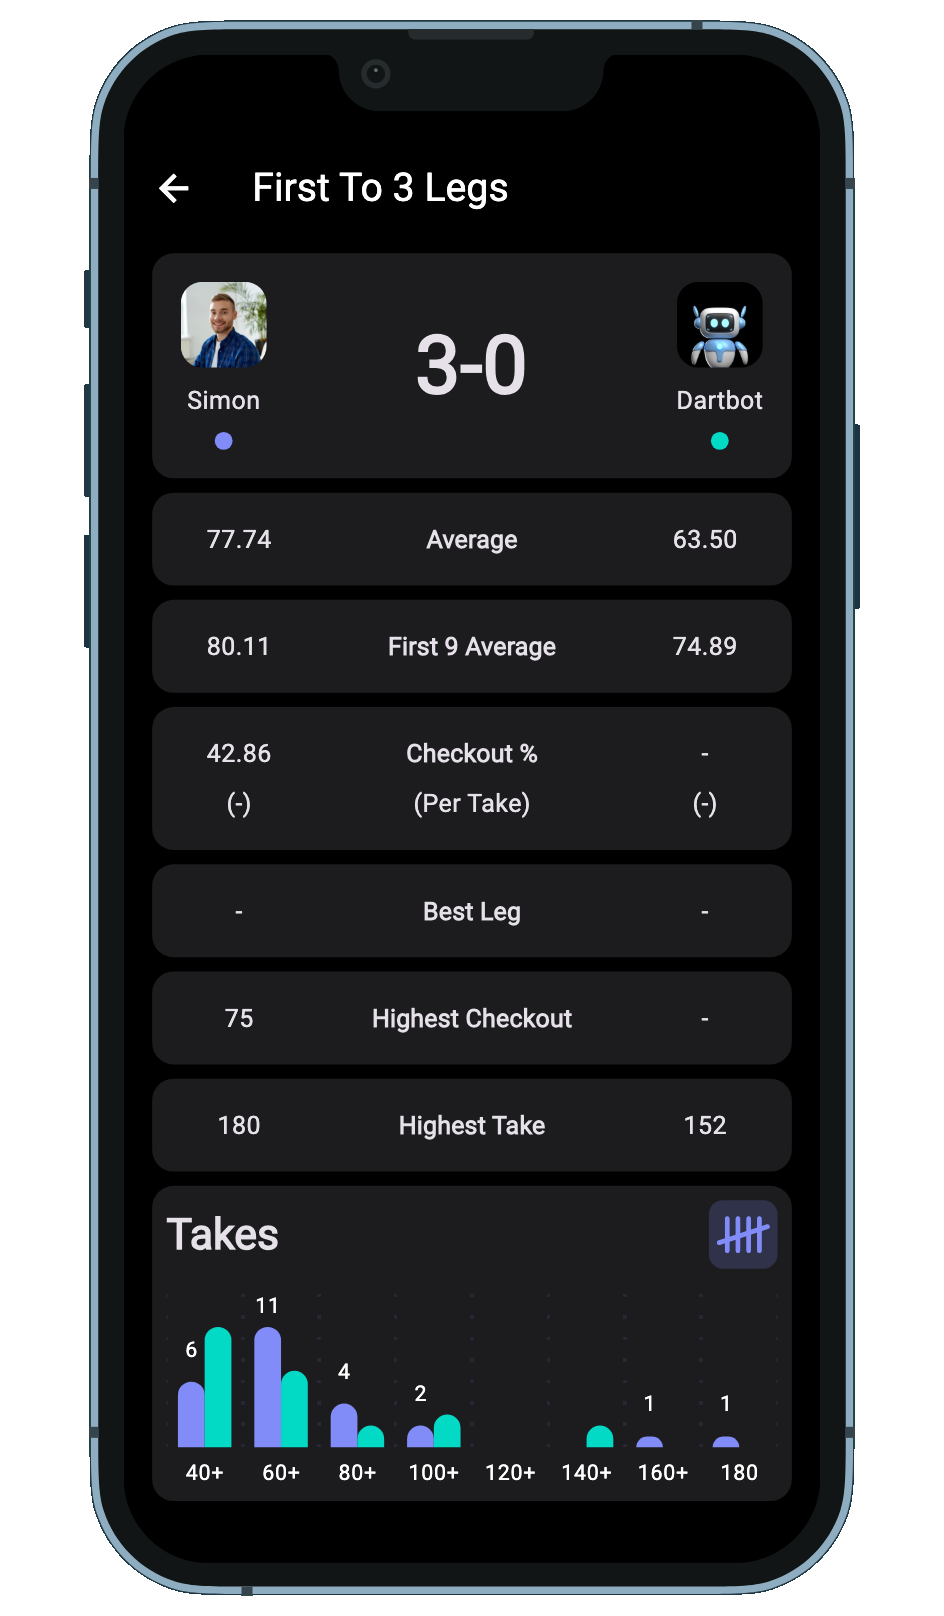 First To 3 Legs
3-0
Simon
Dartbot
77.74 Average 63.50
80.11 First 9 Average 74.89
42.86 Checkout % -
(-) (Per Take) (-)
- Best Leg -
75 Highest Checkout -
180 Highest Take 152
Takes
6 11 4 2 1 1
40+ 60+ 80+ 100+ 120+ 140+ 160+ 180